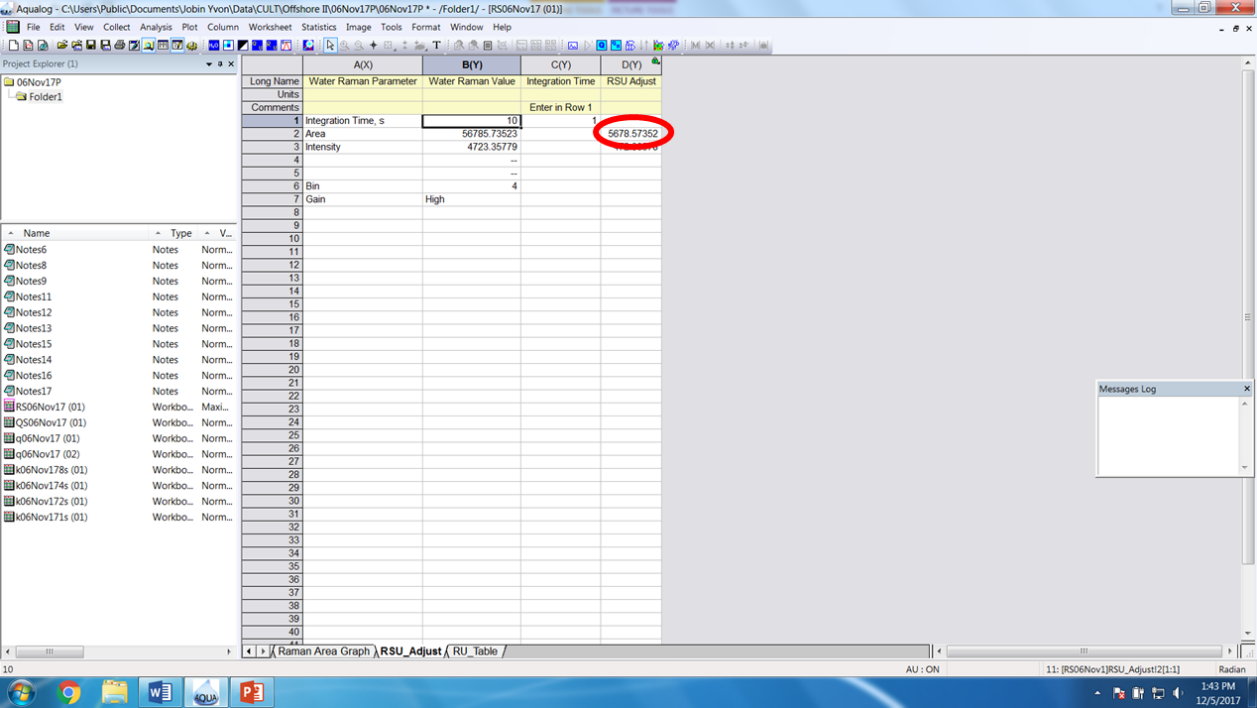 Aqualog - C:\Users\Public\Documents\Jobin Yvon\Data\CULT\Offshore II\06Nov17P\06Nov17P * - /Folder1/ - [RS06Nov17 (01)]
File Edit View Collect Analysis Plot Column Worksheet Statistics Image Tools Format Window Help
Project Explorer (1)
06Nov17P
Folder1
A(X) B(Y) C(Y) D(Y)
Long Name Water Raman Parameter Water Raman Value Integration Time RSU Adjust
Units
Comments Enter in Row 1
1 Integration Time, s 10 1
2 Area 56785.73523 5678.57352
3 Intensity 4723.35779
4 --
5 --
6 Bin 4
7 Gain High
8
9
10
11
12
13
14
15
16
17
18
19
20
21
22
23
24
25
26
27
28
29
30
31
32
33
34
35
36
37
38
39
40
Name Type V...
Notes6 Notes Norm...
Notes8 Notes Norm...
Notes9 Notes Norm...
Notes11 Notes Norm...
Notes12 Notes Norm...
Notes13 Notes Norm...
Notes15 Notes Norm...
Notes14 Notes Norm...
Notes16 Notes Norm...
Notes17 Notes Norm...
RS06Nov17 (01) Workbo... Maxi...
QS06Nov17 (01) Workbo... Norm...
q06Nov17 (01) Workbo... Norm...
q06Nov17 (02) Workbo... Norm...
k06Nov178s (01) Workbo... Norm...
k06Nov174s (01) Workbo... Norm...
k06Nov172s (01) Workbo... Norm...
k06Nov171s (01) Workbo... Norm...
Messages Log
Raman Area Graph RSU_Adjust RU_Table
10 AU : ON 11: [RS06Nov1]RSU_Adjust!2[1:1] Radian
AQUA
1:43 PM
12/5/2017